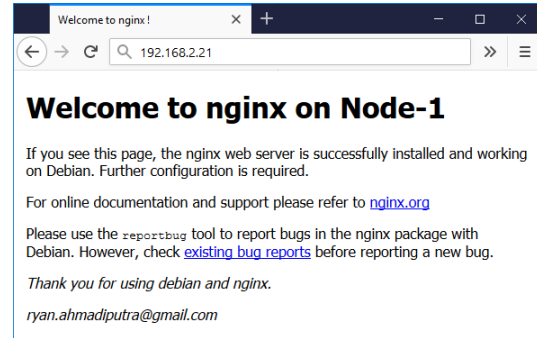 Welcome to nginx!
192.168.2.21
Welcome to nginx on Node-1
If you see this page, the nginx web server is successfully installed and working
on Debian. Further configuration is required.
For online documentation and support please refer to nginx.org
Please use the reportbug tool to report bugs in the nginx package with
Debian. However, check existing bug reports before reporting a new bug.
Thank you for using debian and nginx.
ryan.ahmadiputra@gmail.com